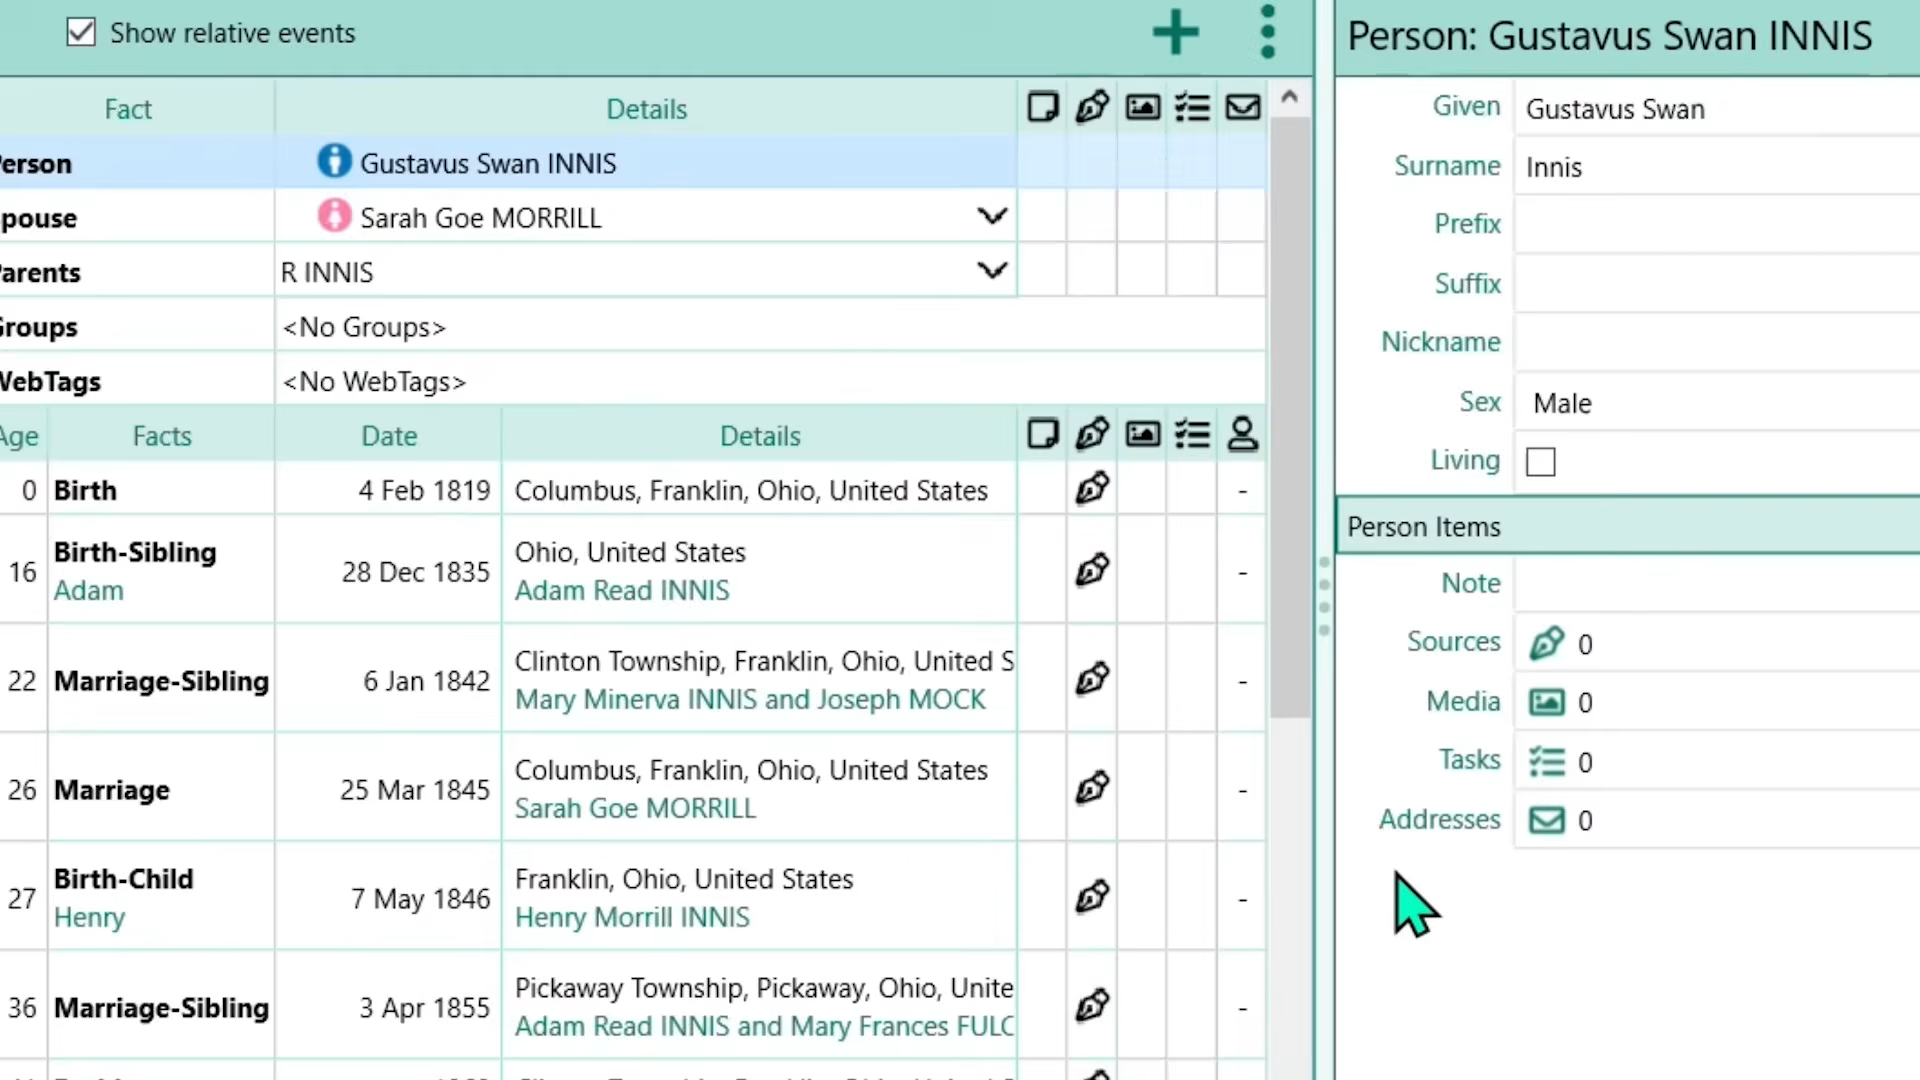 Show relative events
Fact Details
erson Gustavus Swan INNIS
pouse Sarah Goe MORRILL
arents R INNIS
Groups <No Groups>
WebTags <No WebTags>
Age Facts Date Details
0 Birth 4 Feb 1819 Columbus, Franklin, Ohio, United States -
16 Birth-Sibling 28 Dec 1835 Ohio, United States -
Adam Adam Read INNIS
22 Marriage-Sibling 6 Jan 1842 Clinton Township, Franklin, Ohio, United S -
Mary Minerva INNIS and Joseph MOCK
26 Marriage 25 Mar 1845 Columbus, Franklin, Ohio, United States -
Sarah Goe MORRILL
27 Birth-Child 7 May 1846 Franklin, Ohio, United States -
Henry Henry Morrill INNIS
36 Marriage-Sibling 3 Apr 1855 Pickaway Township, Pickaway, Ohio, Unite -
Adam Read INNIS and Mary Frances FULC
Person: Gustavus Swan INNIS
Given Gustavus Swan
Surname Innis
Prefix
Suffix
Nickname
Sex Male
Living
Person Items
Note
Sources 0
Media 0
Tasks 0
Addresses 0